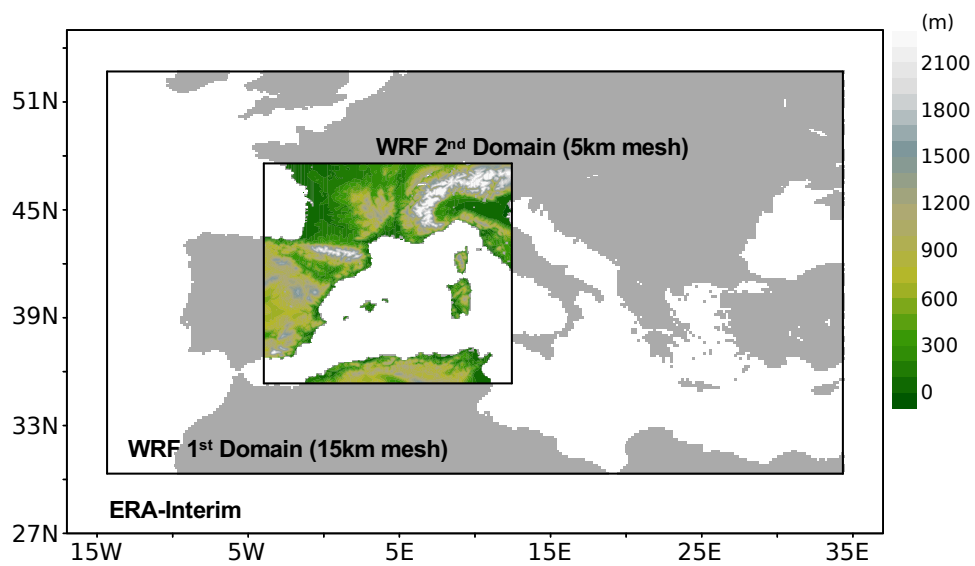 (m)
2100
1800
1500
1200
900
600
300
0
51N
45N
39N
33N
27N
WRF 2nd Domain (5km mesh)
WRF 1st Domain (15km mesh)
ERA-Interim
15W 5W 5E 15E 25E 35E